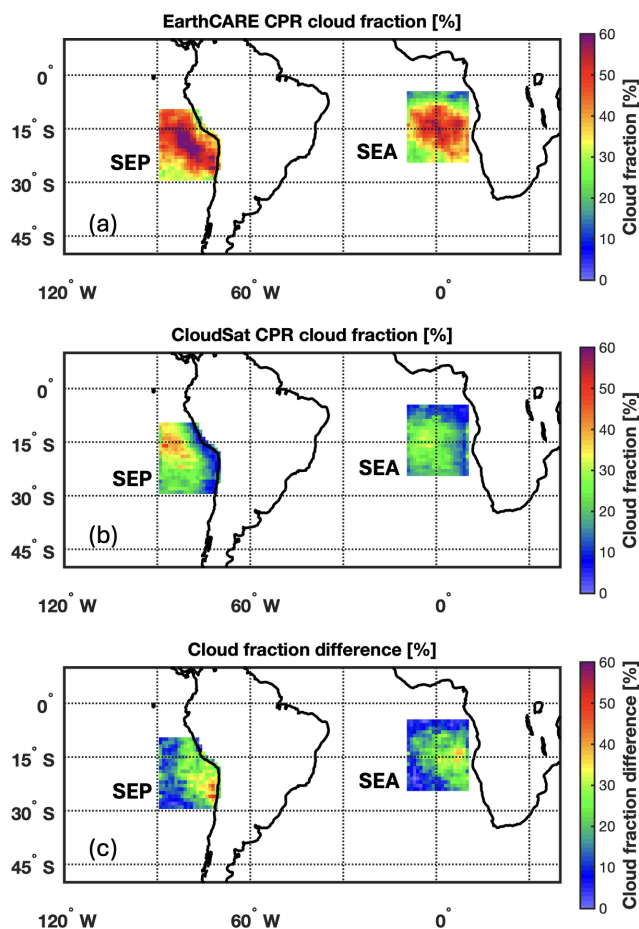 EarthCARE CPR cloud fraction [%]
0°
15° S
30° S
45° S
SEP
SEA
(a)
120° W
60° W
0°
60
50
40
30
20
10
0
Cloud fraction [%]
CloudSat CPR cloud fraction [%]
0°
15° S
30° S
45° S
SEP
SEA
(b)
120° W
60° W
0°
60
50
40
30
20
10
0
Cloud fraction [%]
Cloud fraction difference [%]
0°
15° S
30° S
45° S
SEP
SEA
(c)
120° W
60° W
0°
60
50
40
30
20
10
0
Cloud fraction difference [%]